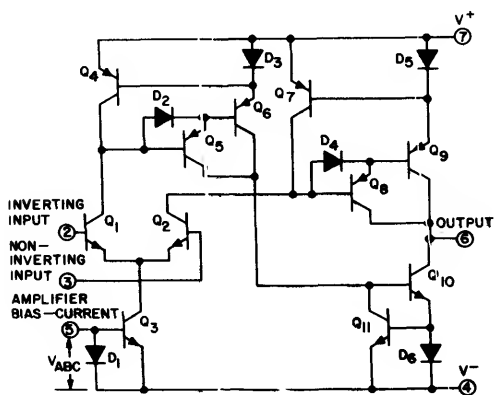 V+
7
Q4
D3
D5
Q7
Q6
D2
Q5
D4
Q9
Q8
INVERTING
INPUT
2
Q1
Q2
OUTPUT
6
NON-
INVERTING
INPUT
3
Q10
AMPLIFIER
BIAS-CURRENT
5
Q3
Q11
VABC
D1
D6
V-
4